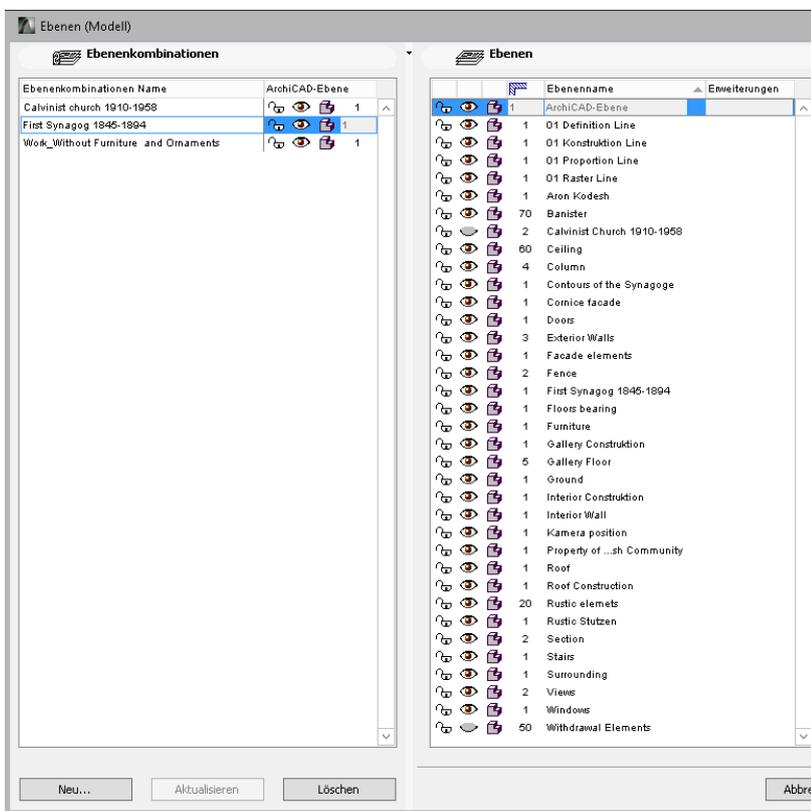 Ebenen (Modell)
Ebenenkombinationen
Ebenenkombinationen Name ArchiCAD-Ebene
Calvinist church 1910-1958 1
First Synagog 1845-1894 1
Work_Without Furniture and Ornaments 1
Neu... Aktualisieren Löschen
Ebenen
Ebenenname Erweiterungen
1 ArchiCAD-Ebene
1 01 Definition Line
1 01 Konstruktion Line
1 01 Proportion Line
1 01 Raster Line
1 Aron Kodesh
70 Banister
2 Calvinist Church 1910-1958
60 Ceiling
4 Column
1 Contours of the Synagoge
1 Cornice facade
1 Doors
3 Exterior Walls
1 Facade elements
2 Fence
1 First Synagog 1845-1894
1 Floors bearing
1 Furniture
1 Gallery Construktion
5 Gallery Floor
1 Ground
1 Interior Construktion
1 Interior Wall
1 Kamera position
1 Property of ...sh Community
1 Roof
1 Roof Construction
20 Rustic elemets
1 Rustic Stutzen
2 Section
1 Stairs
1 Surrounding
2 Views
1 Windows
50 Withdrawal Elements
Abbre